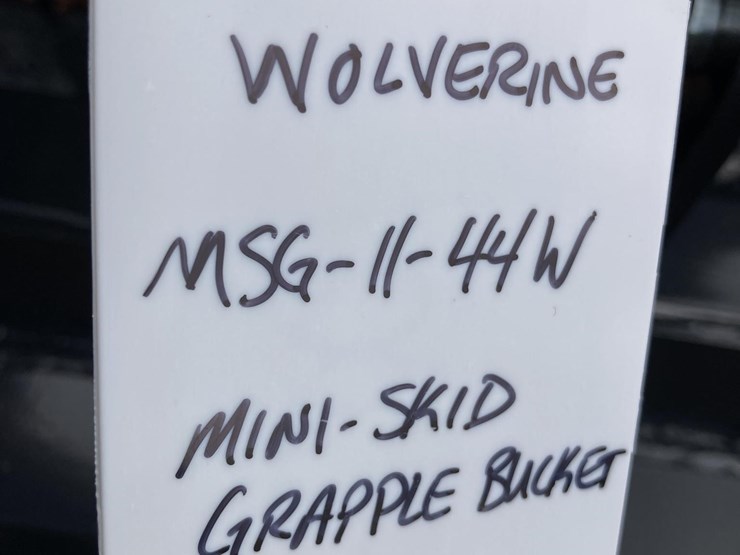 WOLVERINE
MSG-11-44W
MINI-SKID
GRAPPLE BUCKET